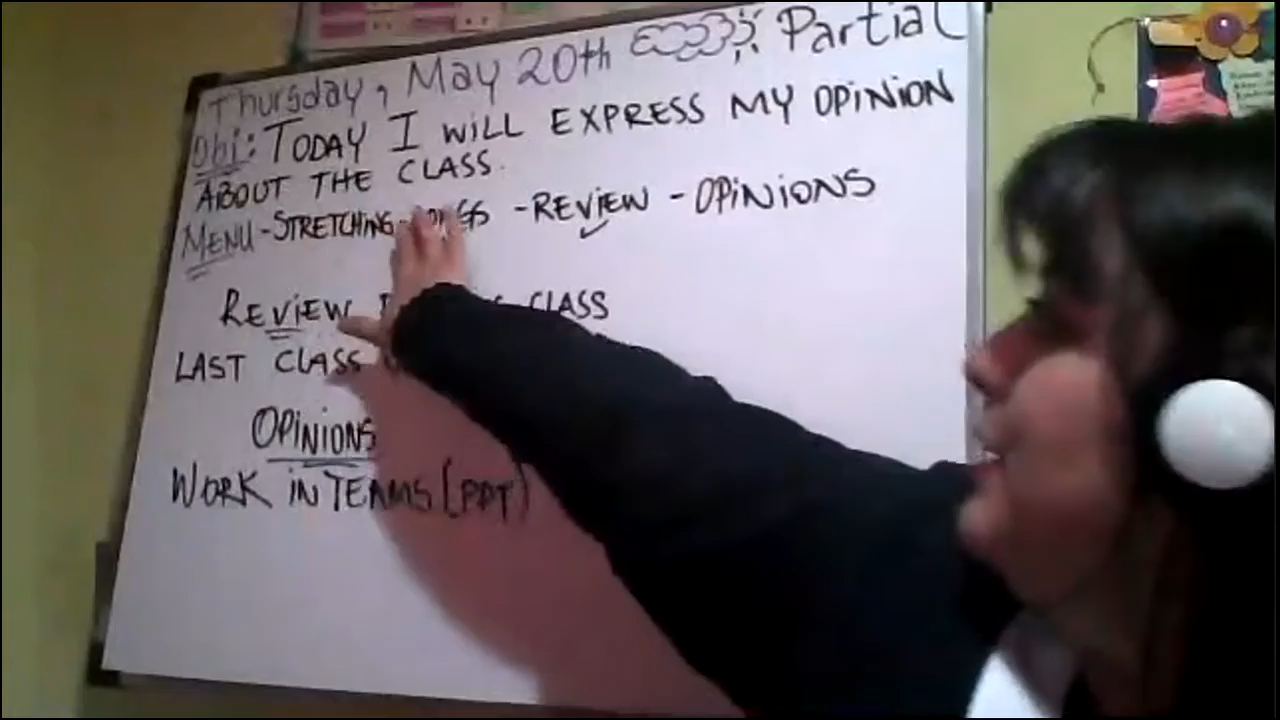 Thursday, May 20th Partial
Obj: TODAY I WILL EXPRESS MY OPINION
ABOUT THE CLASS.
MENU - STRETCHING - - REVIEW - OPINIONS
REVIEW CLASS
LAST CLASS
OPINIONS
WORK IN TEAMS (PPT)